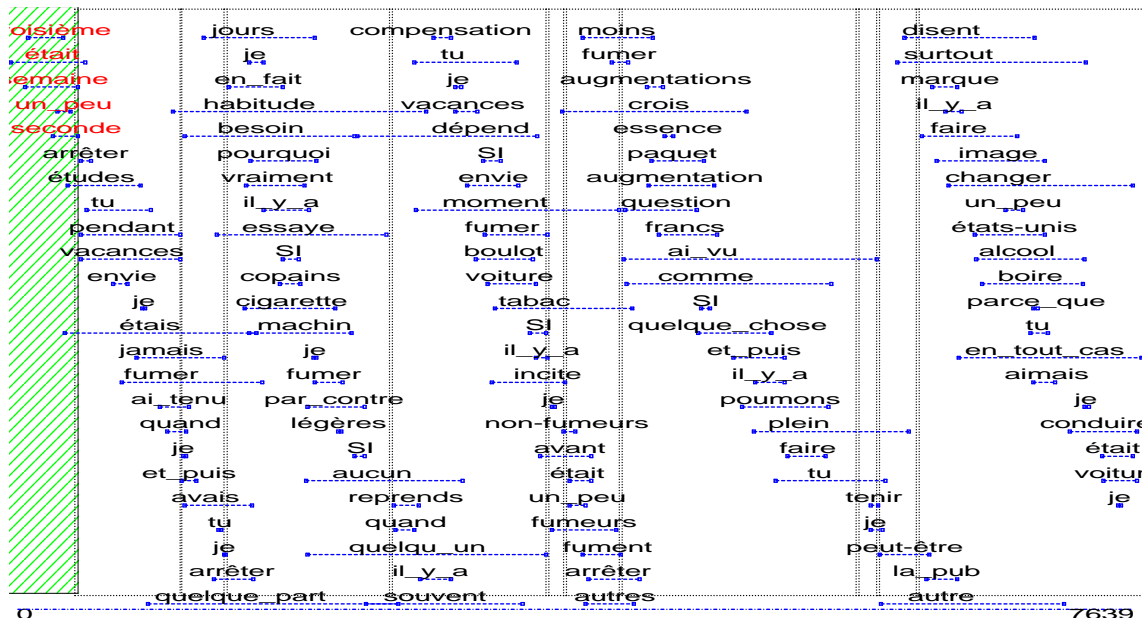 oisième jours compensation moins disent
était je tu fumer surtout
semaine en_fait je augmentations marque
un_peu habitude vacances crois il_y_a
seconde besoin dépend essence faire
arrêter pourquoi SI paquet image
études vraiment envie augmentation changer
tu il_y_a moment question un_peu
pendant essaye fumer francs états-unis
vacances SI boulot ai_vu alcool
envie copains voiture comme boire
je cigarette tabac SI parce_que
étais machin SI quelque_chose tu
jamais je il_y_a et_puis en_tout_cas
fumer fumer incite il_y_a aimais
ai_tenu par_contre je poumons je
quand légères non-fumeurs plein conduire
je SI avant faire était
et_puis aucun était tu voitur
avais reprends un_peu tenir je
tu quand fumeurs je
je quelqu_un fument peut-être
arrêter il_y_a arrêter la_pub
quelque_part souvent autres autre
0 7639